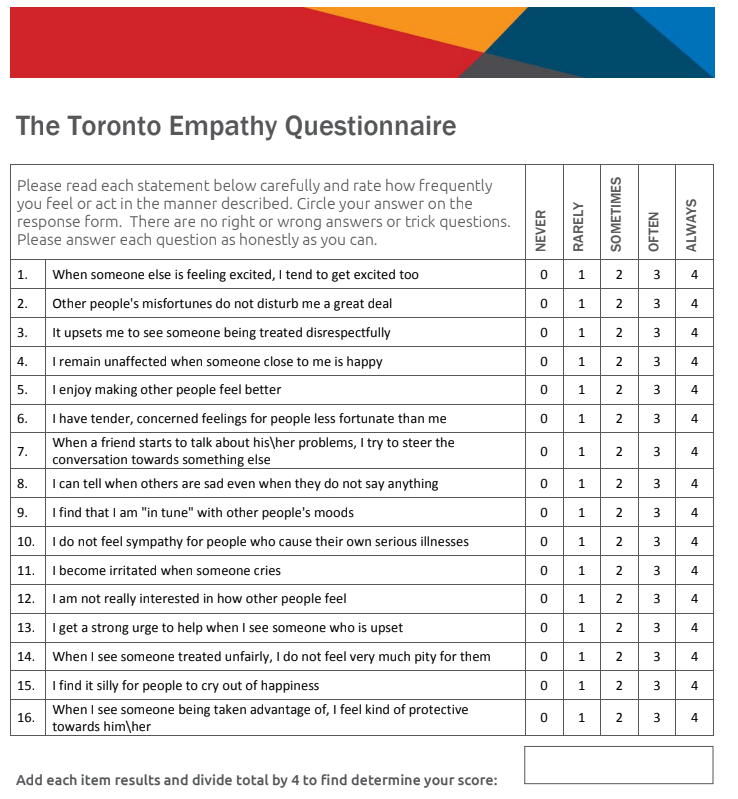 The Toronto Empathy Questionnaire
Please read each statement below carefully and rate how frequently
you feel or act in the manner described. Circle your answer on the
response form.  There are no right or wrong answers or trick questions.
Please answer each question as honestly as you can.
NEVER
RARELY
SOMETIMES
OFTEN
ALWAYS
1. When someone else is feeling excited, I tend to get excited too 0 1 2 3 4
2. Other people's misfortunes do not disturb me a great deal 0 1 2 3 4
3. It upsets me to see someone being treated disrespectfully 0 1 2 3 4
4. I remain unaffected when someone close to me is happy 0 1 2 3 4
5. I enjoy making other people feel better 0 1 2 3 4
6. I have tender, concerned feelings for people less fortunate than me 0 1 2 3 4
7. When a friend starts to talk about his\her problems, I try to steer the
conversation towards something else 0 1 2 3 4
8. I can tell when others are sad even when they do not say anything 0 1 2 3 4
9. I find that I am "in tune" with other people's moods 0 1 2 3 4
10. I do not feel sympathy for people who cause their own serious illnesses 0 1 2 3 4
11. I become irritated when someone cries 0 1 2 3 4
12. I am not really interested in how other people feel 0 1 2 3 4
13. I get a strong urge to help when I see someone who is upset 0 1 2 3 4
14. When I see someone treated unfairly, I do not feel very much pity for them 0 1 2 3 4
15. I find it silly for people to cry out of happiness 0 1 2 3 4
16. When I see someone being taken advantage of, I feel kind of protective
towards him\her 0 1 2 3 4
Add each item results and divide total by 4 to find determine your score: